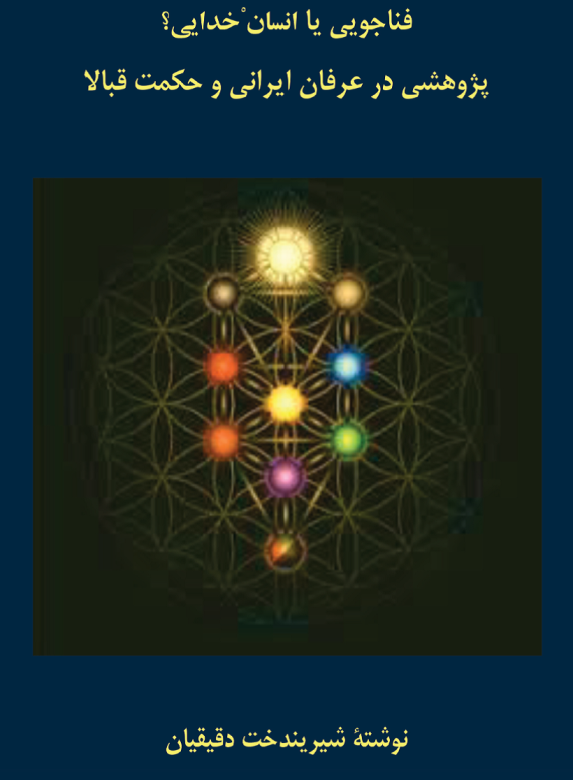 فناجویی یا انسانْ خدایی؟
پژوهشی در عرفان ایرانی و حکمت قبالا
نوشتهٔ شیریندخت دقیقیان